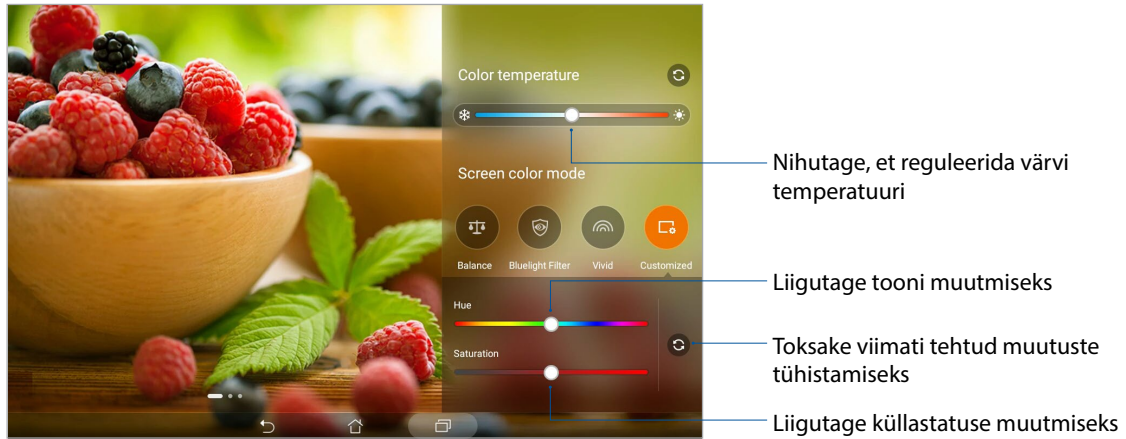 Color temperature
Nihutage, et reguleerida värvi
temperatuuri
Screen color mode
Balance Bluelight Filter Vivid Customized
Liigutage tooni muutmiseks
Hue
Toksake viimati tehtud muutuste
tühistamiseks
Saturation
Liigutage küllastatuse muutmiseks